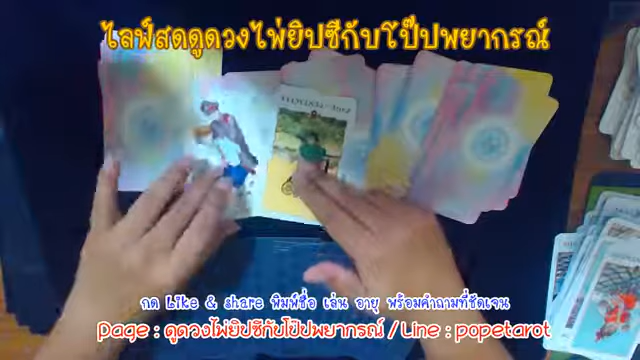 ไลฟ์สดดูดวงไพ่ยิปซีกับโป๊ปพยากรณ์
กด Like & share พิมพ์ชื่อ เล่น อายุ พร้อมคำถามที่ชัดเจน
Page : ดูดวงไพ่ยิปซีกับโป๊ปพยากรณ์ / Line : popetarot